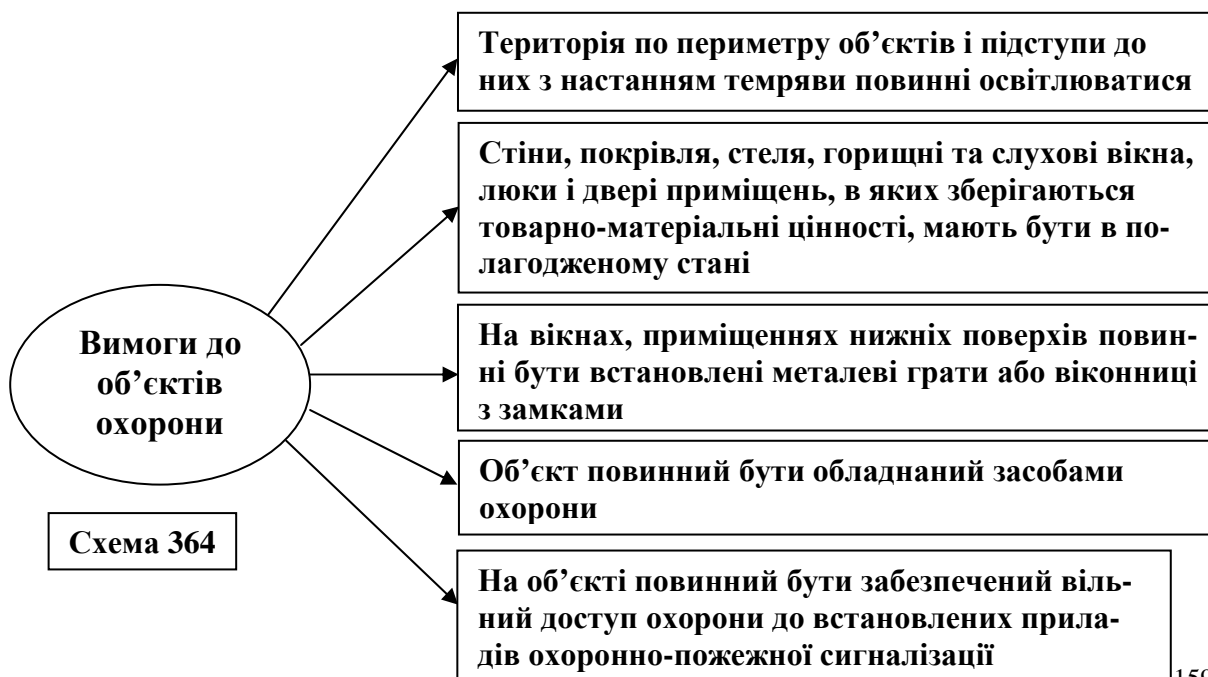 Територія по периметру об’єктів і підступи до
них з настанням темряви повинні освітлюватися
Стіни, покрівля, стеля, горищні та слухові вікна,
люки і двері приміщень, в яких зберігаються
товарно-матеріальні цінності, мають бути в по-
лагодженому стані
Вимоги до
об’єктів
охорони
На вікнах, приміщеннях нижніх поверхів повин-
ні бути встановлені металеві грати або віконниці
з замками
Об’єкт повинний бути обладнаний засобами
охорони
Схема 364
На об’єкті повинний бути забезпечений віль-
ний доступ охорони до встановлених прила-
дів охоронно-пожежної сигналізації
159